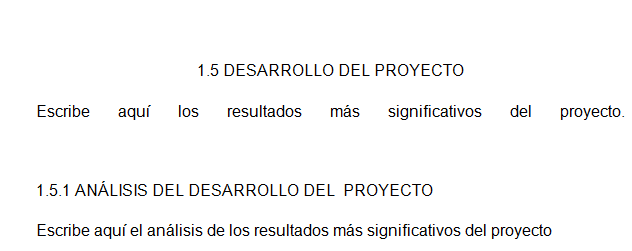 1.5 DESARROLLO DEL PROYECTO
Escribe aquí los resultados más significativos del proyecto.
1.5.1 ANÁLISIS DEL DESARROLLO DEL PROYECTO
Escribe aquí el análisis de los resultados más significativos del proyecto